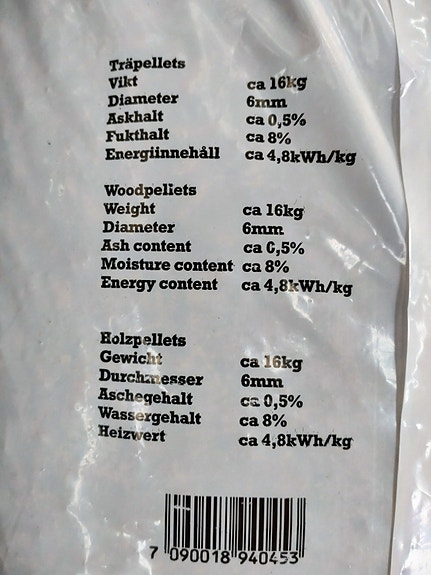 Träpellets
Vikt ca 16kg
Diameter 6mm
Askhalt ca 0,5%
Fukthalt ca 8%
Energiinnehåll ca 4,8kWh/kg
Woodpellets
Weight ca 16kg
Diameter 6mm
Ash content ca 0,5%
Moisture content ca 8%
Energy content ca 4,8kWh/kg
Holzpellets
Gewicht ca 16kg
Durchmesser 6mm
Aschegehalt ca 0,5%
Wassergehalt ca 8%
Heizwert ca 4,8kWh/kg
7 090018 940453